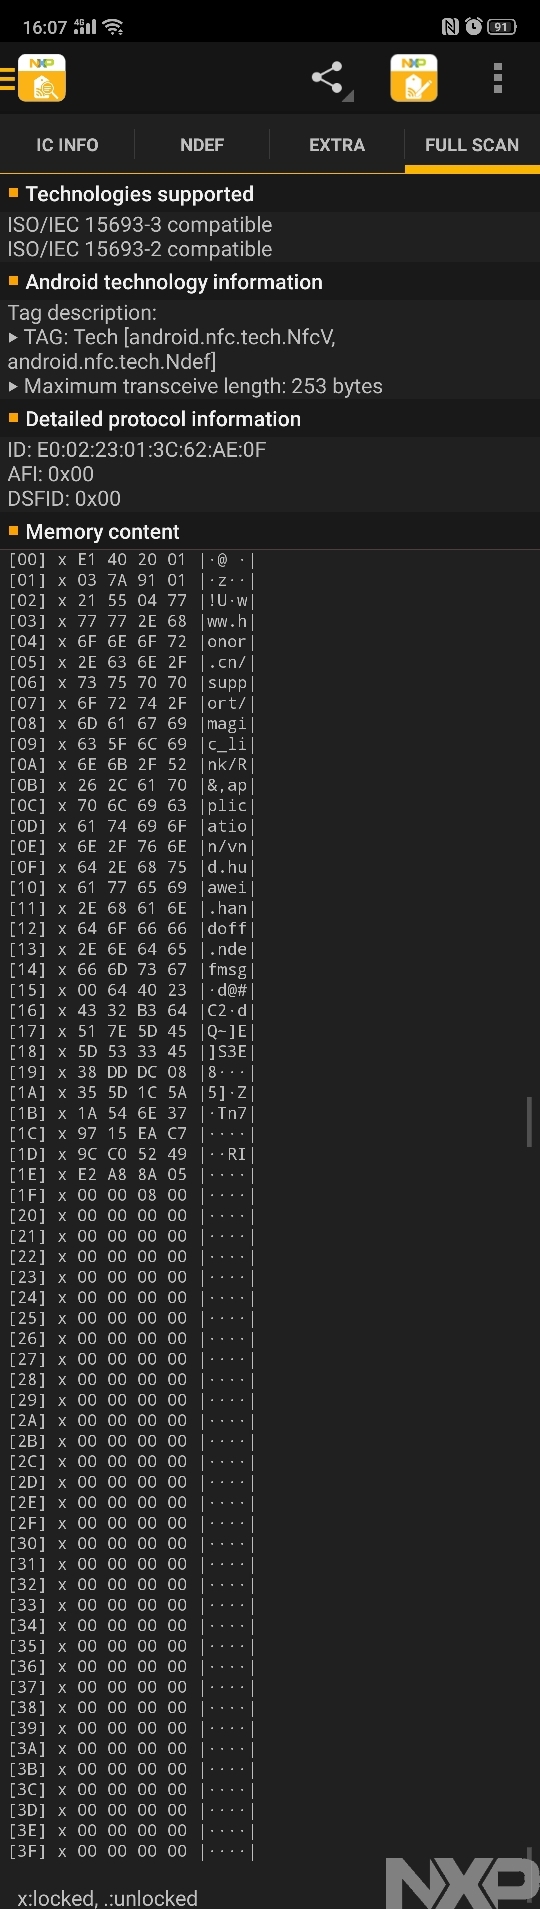 16:07 4G 91
NXP NXP
IC INFO NDEF EXTRA FULL SCAN
Technologies supported
ISO/IEC 15693-3 compatible
ISO/IEC 15693-2 compatible
Android technology information
Tag description:
▸ TAG: Tech [android.nfc.tech.NfcV,
android.nfc.tech.Ndef]
▸ Maximum transceive length: 253 bytes
Detailed protocol information
ID: E0:02:23:01:3C:62:AE:0F
AFI: 0x00
DSFID: 0x00
Memory content
[00] x E1 40 20 01 |·@ ·|
[01] x 03 7A 91 01 |·z··|
[02] x 21 55 04 77 |!U·w|
[03] x 77 77 2E 68 |ww.h|
[04] x 6F 6E 6F 72 |onor|
[05] x 2E 63 6E 2F |.cn/|
[06] x 73 75 70 70 |supp|
[07] x 6F 72 74 2F |ort/|
[08] x 6D 61 67 69 |magi|
[09] x 63 5F 6C 69 |c_li|
[0A] x 6E 6B 2F 52 |nk/R|
[0B] x 26 2C 61 70 |&,ap|
[0C] x 70 6C 69 63 |plic|
[0D] x 61 74 69 6F |atio|
[0E] x 6E 2F 76 6E |n/vn|
[0F] x 64 2E 68 75 |d.hu|
[10] x 61 77 65 69 |awei|
[11] x 2E 68 61 6E |.han|
[12] x 64 6F 66 66 |doff|
[13] x 2E 6E 64 65 |.nde|
[14] x 66 6D 73 67 |fmsg|
[15] x 00 64 40 23 |·d@#|
[16] x 43 32 B3 64 |C2·d|
[17] x 51 7E 5D 45 |Q~]E|
[18] x 5D 53 33 45 |]S3E|
[19] x 38 DD DC 08 |8···|
[1A] x 35 5D 1C 5A |5]·Z|
[1B] x 1A 54 6E 37 |·Tn7|
[1C] x 97 15 EA C7 |····|
[1D] x 9C C0 52 49 |··RI|
[1E] x E2 A8 8A 05 |····|
[1F] x 00 00 08 00 |····|
[20] x 00 00 00 00 |····|
[21] x 00 00 00 00 |····|
[22] x 00 00 00 00 |····|
[23] x 00 00 00 00 |····|
[24] x 00 00 00 00 |····|
[25] x 00 00 00 00 |····|
[26] x 00 00 00 00 |····|
[27] x 00 00 00 00 |····|
[28] x 00 00 00 00 |····|
[29] x 00 00 00 00 |····|
[2A] x 00 00 00 00 |····|
[2B] x 00 00 00 00 |····|
[2C] x 00 00 00 00 |····|
[2D] x 00 00 00 00 |····|
[2E] x 00 00 00 00 |····|
[2F] x 00 00 00 00 |····|
[30] x 00 00 00 00 |····|
[31] x 00 00 00 00 |····|
[32] x 00 00 00 00 |····|
[33] x 00 00 00 00 |····|
[34] x 00 00 00 00 |····|
[35] x 00 00 00 00 |····|
[36] x 00 00 00 00 |····|
[37] x 00 00 00 00 |····|
[38] x 00 00 00 00 |····|
[39] x 00 00 00 00 |····|
[3A] x 00 00 00 00 |····|
[3B] x 00 00 00 00 |····|
[3C] x 00 00 00 00 |····|
[3D] x 00 00 00 00 |····|
[3E] x 00 00 00 00 |····|
[3F] x 00 00 00 00 |····|
x:locked, .:unlocked
NXP